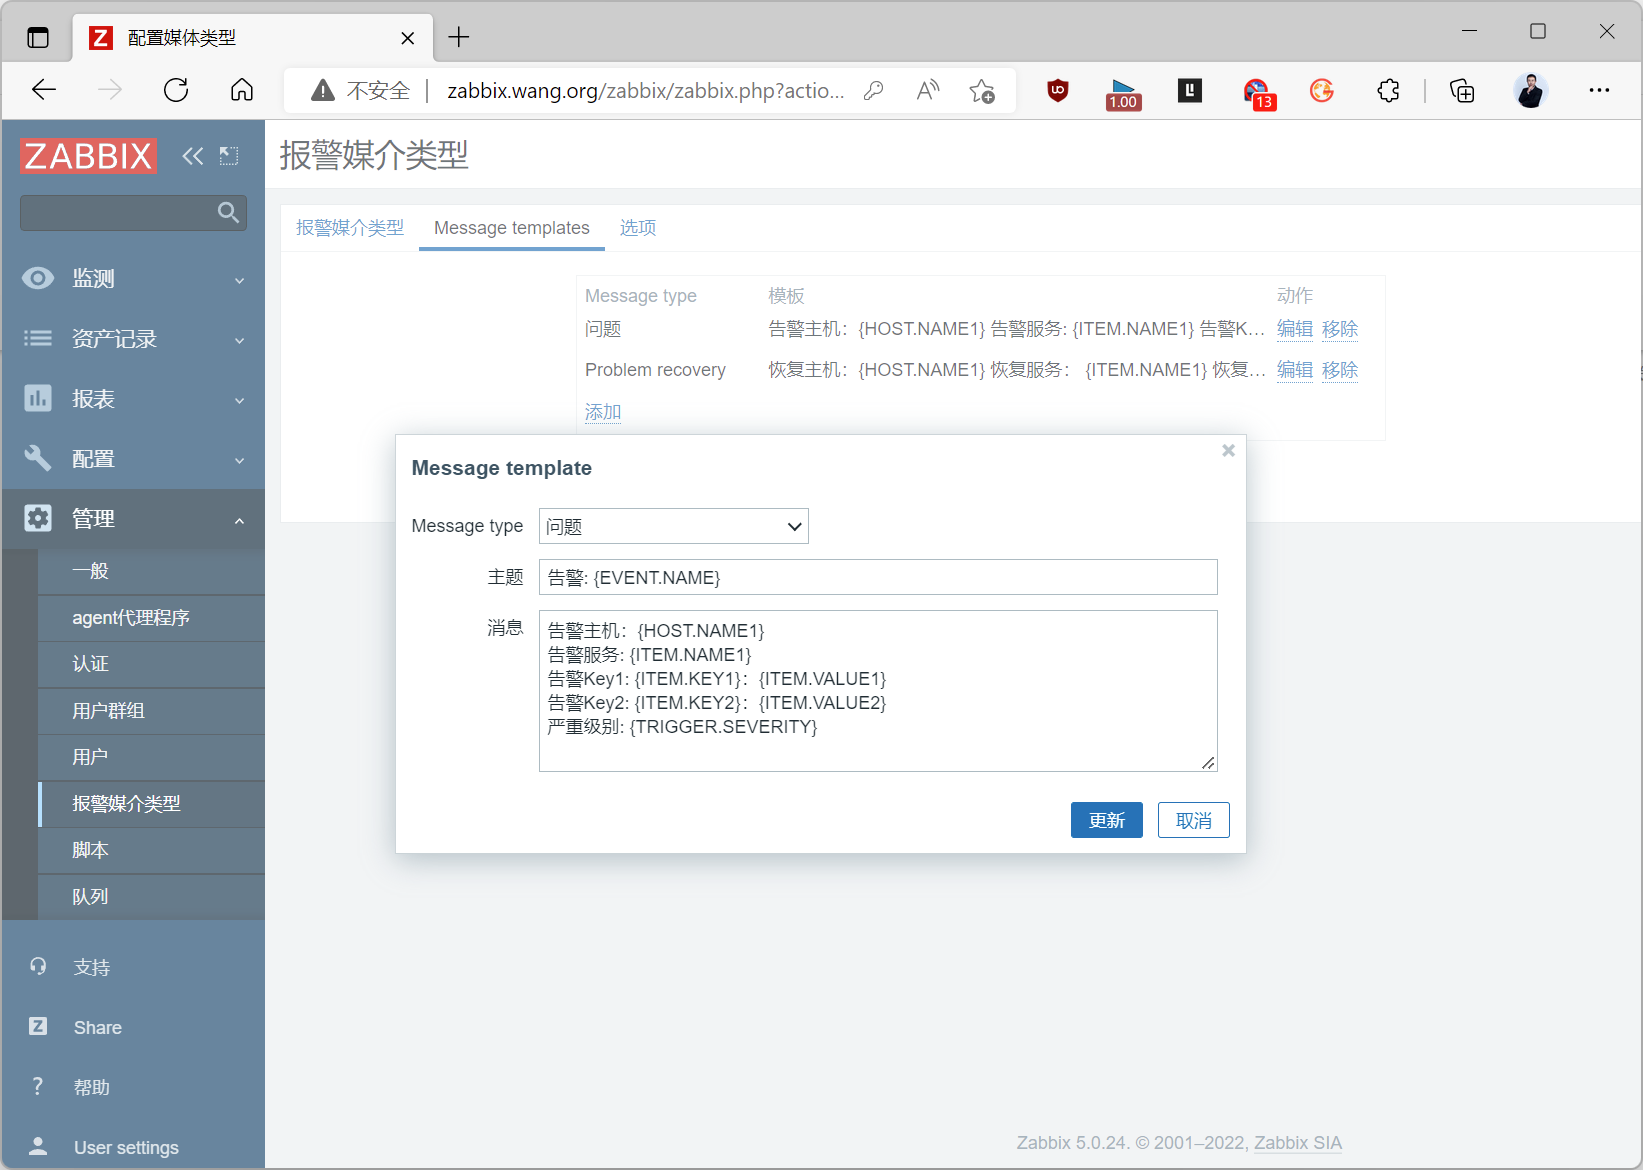 配置媒体类型
不安全
zabbix.wang.org/zabbix/zabbix.php?actio...
1.00
13
ZABBIX
报警媒介类型
监测
资产记录
报表
配置
管理
一般
agent代理程序
认证
用户群组
用户
报警媒介类型
脚本
队列
支持
Share
帮助
User settings
报警媒介类型 Message templates 选项
Message type 模板 动作
问题 告警主机：{HOST.NAME1} 告警服务: {ITEM.NAME1} 告警K... 编辑 移除
Problem recovery 恢复主机：{HOST.NAME1} 恢复服务： {ITEM.NAME1} 恢复... 编辑 移除
添加
Message template
Message type 问题
主题 告警: {EVENT.NAME}
消息 告警主机：{HOST.NAME1}
告警服务: {ITEM.NAME1}
告警Key1: {ITEM.KEY1}：{ITEM.VALUE1}
告警Key2: {ITEM.KEY2}：{ITEM.VALUE2}
严重级别: {TRIGGER.SEVERITY}
更新 取消
Zabbix 5.0.24. © 2001–2022, Zabbix SIA